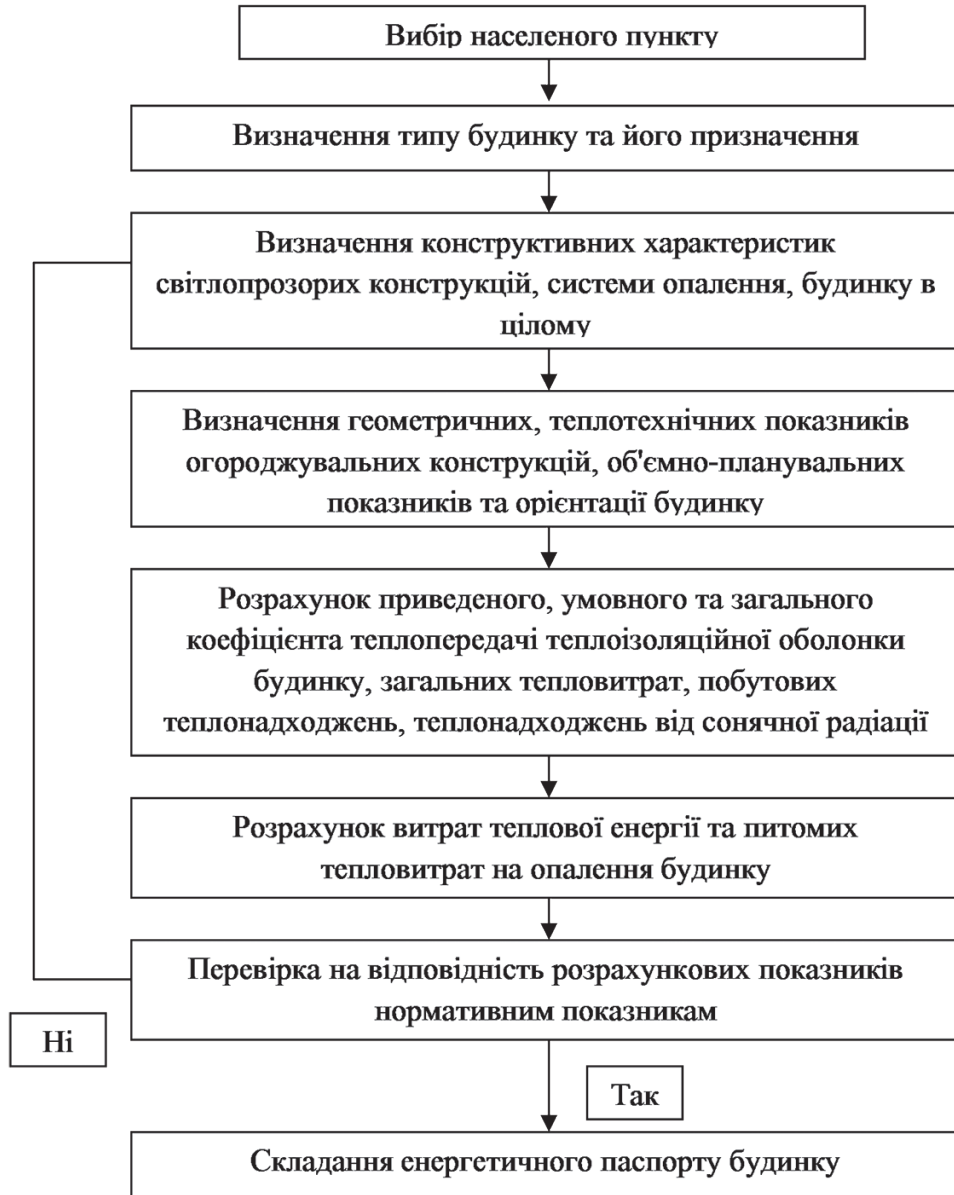 Вибір населеного пункту
Визначення типу будинку та його призначення
Визначення конструктивних характеристик
світлопрозорих конструкцій, системи опалення, будинку в
цілому
Визначення геометричних, теплотехнічних показників
огороджувальних конструкцій, об'ємно-планувальних
показників та орієнтації будинку
Розрахунок приведеного, умовного та загального
коефіцієнта теплопередачі теплоізоляційної оболонки
будинку, загальних тепловитрат, побутових
теплонадходжень, теплонадходжень від сонячної радіації
Розрахунок витрат теплової енергії та питомих
тепловитрат на опалення будинку
Перевірка на відповідність розрахункових показників
нормативним показникам
Ні
Так
Складання енергетичного паспорту будинку